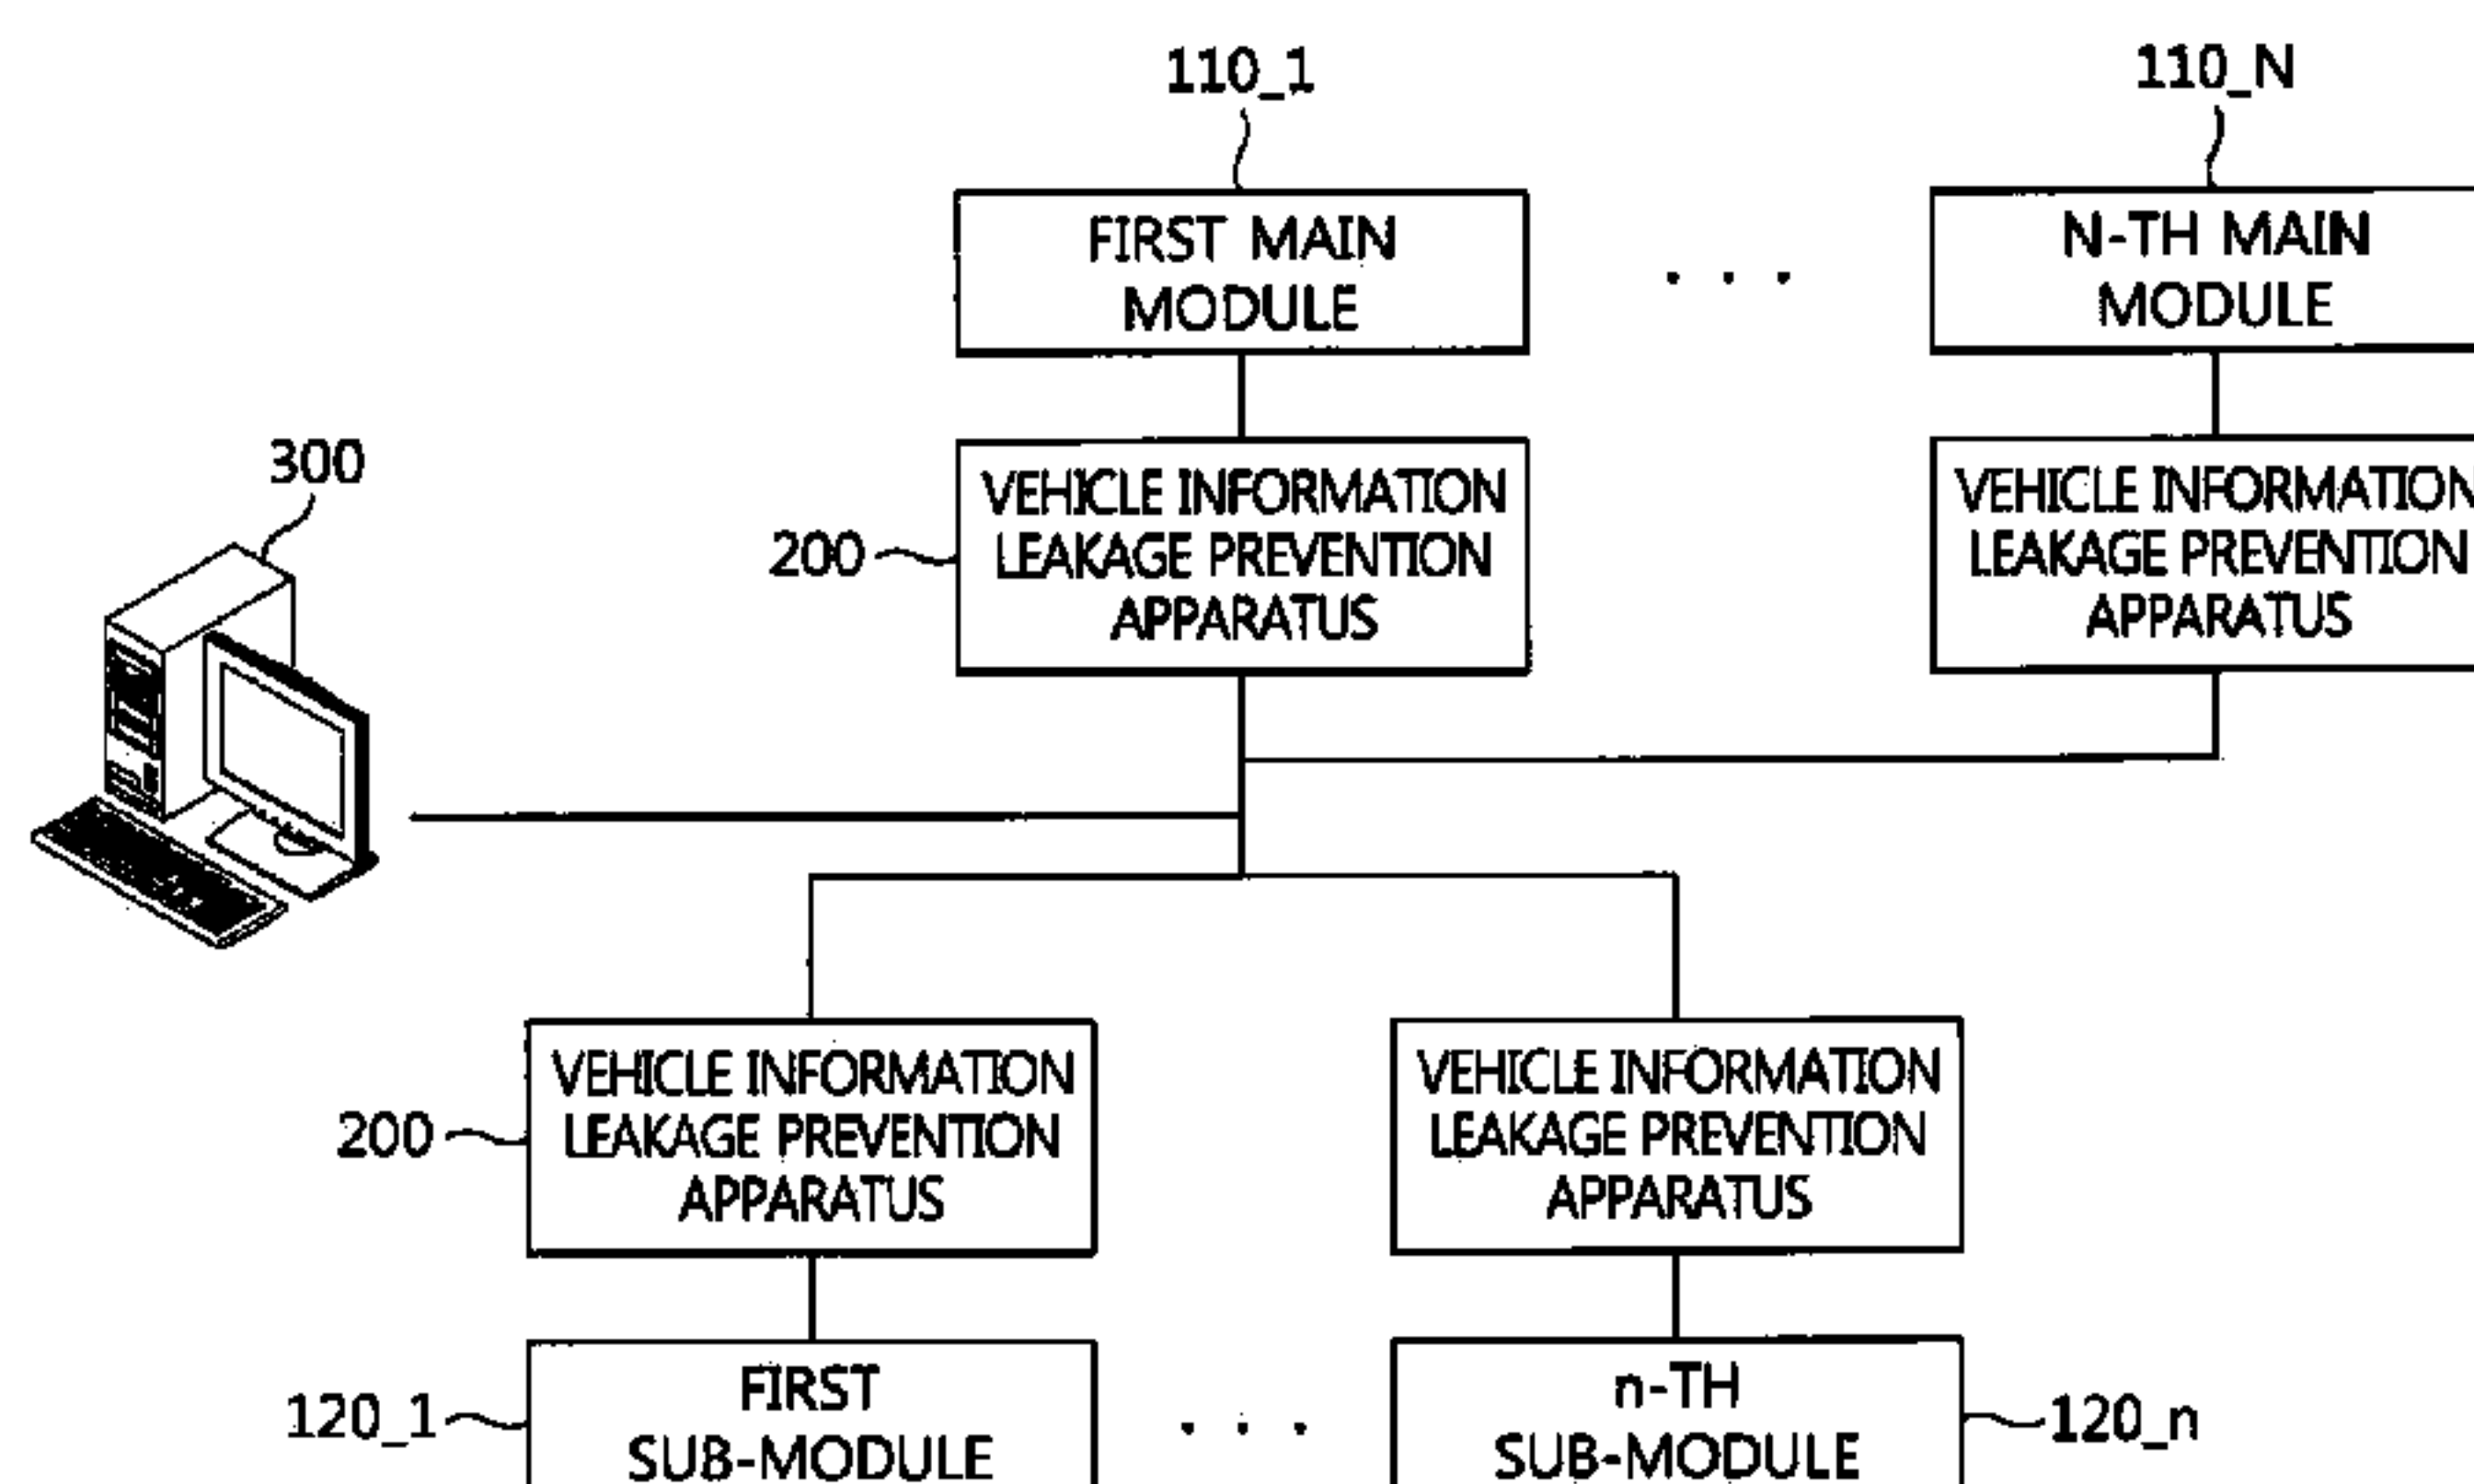 110_1
110_N
FIRST MAIN
MODULE
. . .
N-TH MAIN
MODULE
300
200
VEHICLE INFORMATION
LEAKAGE PREVENTION
APPARATUS
VEHICLE INFORMATION
LEAKAGE PREVENTION
APPARATUS
200
VEHICLE INFORMATION
LEAKAGE PREVENTION
APPARATUS
VEHICLE INFORMATION
LEAKAGE PREVENTION
APPARATUS
120_1
FIRST
SUB-MODULE
. . .
n-TH
SUB-MODULE
120_n